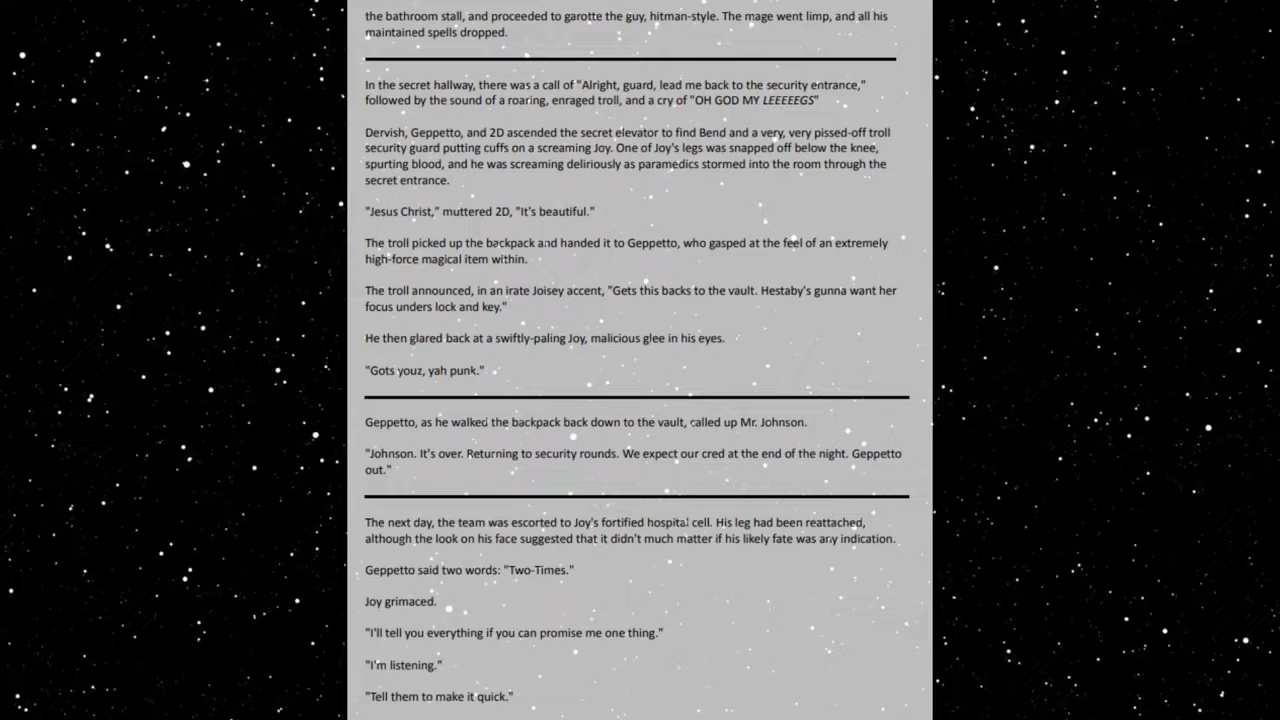 the bathroom stall, and proceeded to garotte the guy, hitman-style. The mage went limp, and all his
maintained spells dropped.
In the secret hallway, there was a call of "Alright, guard, lead me back to the security entrance,"
followed by the sound of a roaring, enraged troll, and a cry of "OH GOD MY LEEEEEGS"
Dervish, Geppetto, and 2D ascended the secret elevator to find Bend and a very, very pissed-off troll
security guard putting cuffs on a screaming Joy. One of Joy's legs was snapped off below the knee,
spurting blood, and he was screaming deliriously as paramedics stormed into the room through the
secret entrance.
"Jesus Christ," muttered 2D, "It's beautiful."
The troll picked up the backpack and handed it to Geppetto, who gasped at the feel of an extremely
high-force magical item within.
The troll announced, in an irate Joisey accent, "Gets this backs to the vault. Hestaby's gunna want her
focus unders lock and key."
He then glared back at a swiftly-paling Joy, malicious glee in his eyes.
"Gots youz, yah punk."
Geppetto, as he walked the backpack back down to the vault, called up Mr. Johnson.
"Johnson. It's over. Returning to security rounds. We expect our cred at the end of the night. Geppetto
out."
The next day, the team was escorted to Joy's fortified hospital cell. His leg had been reattached,
although the look on his face suggested that it didn't much matter if his likely fate was any indication.
Geppetto said two words: "Two-Times."
Joy grimaced.
"I'll tell you everything if you can promise me one thing."
"I'm listening."
"Tell them to make it quick."